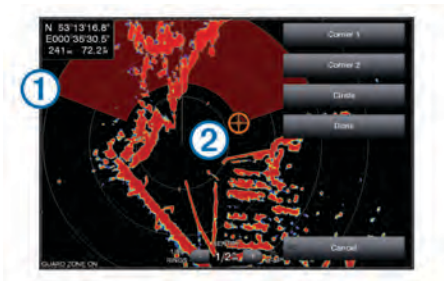 N 53°13'16.8"
E000°35'30.5"
241m 72.2°
Corner 1
1
Corner 2
Circle
2
Done
1/2
Cancel
GUARD ZONE ON